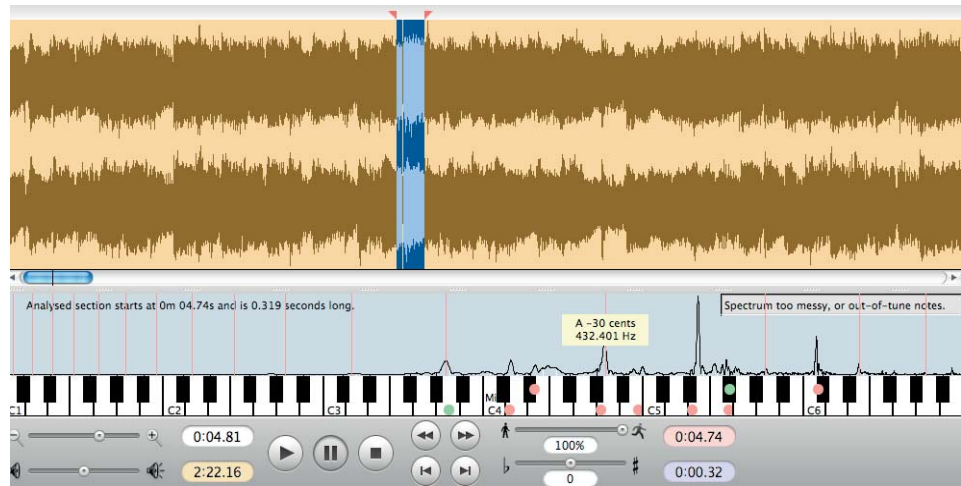 Analysed section starts at 0m 04.74s and is 0.319 seconds long.
Spectrum too messy, or out-of-tune notes.
A -30 cents
432.401 Hz
Mi
C1 C2 C3 C4 C5 C6
0:04.81
100%
0:04.74
2:22.16
♭ 0 ♯
0:00.32